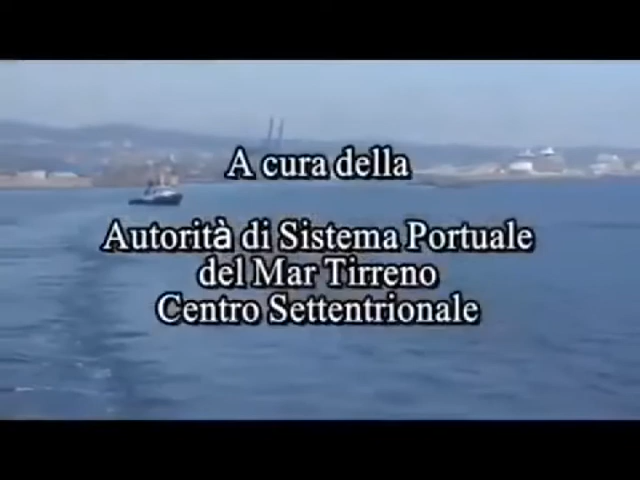 A cura della
Autorità di Sistema Portuale
del Mar Tirreno
Centro Settentrionale